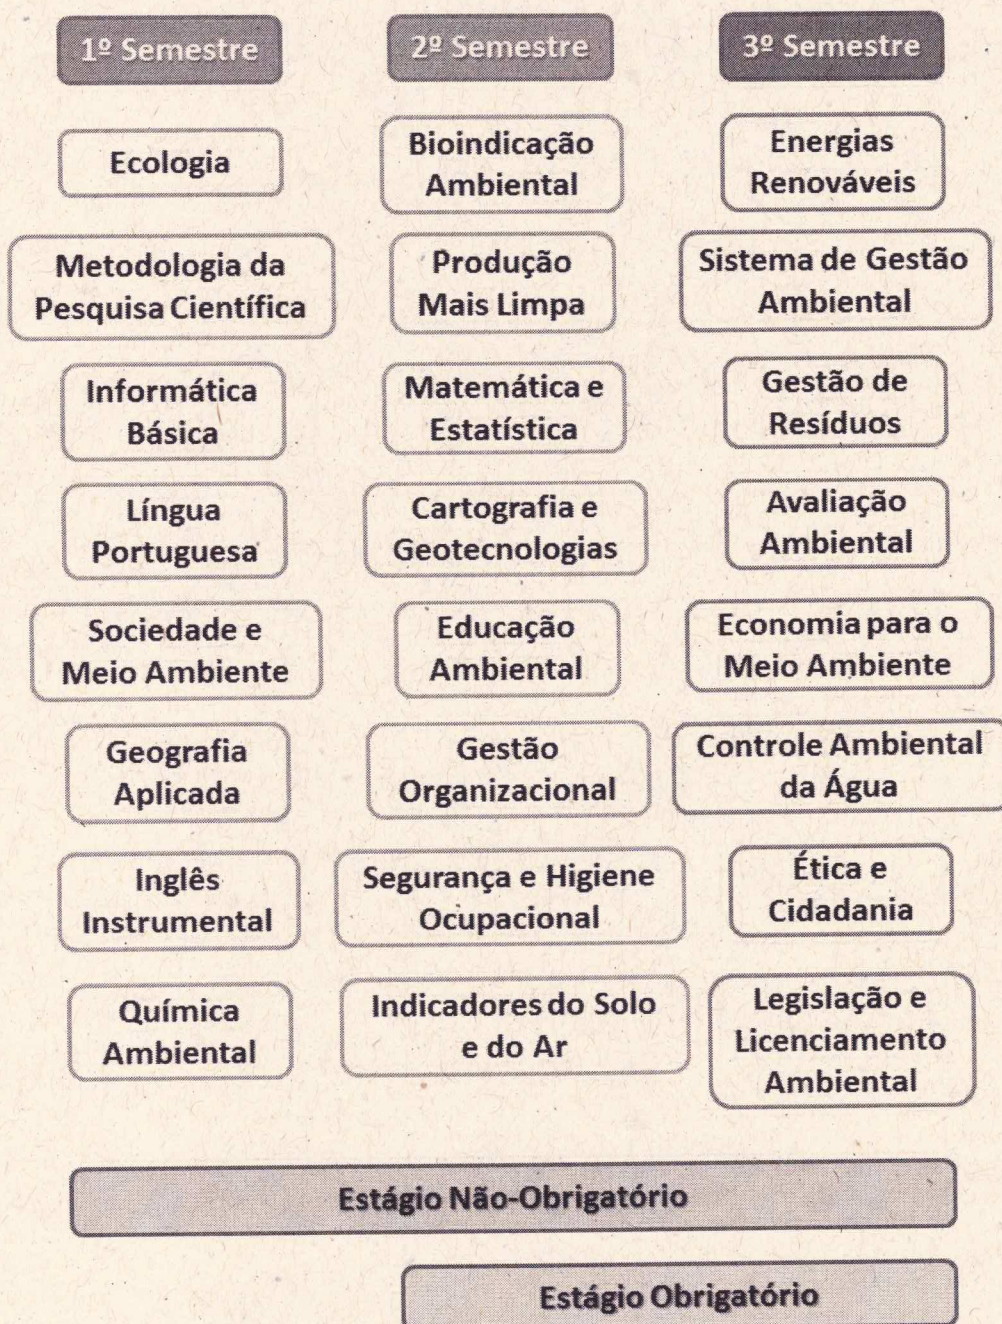 1º Semestre
Ecologia
Metodologia da
Pesquisa Científica
Informática
Básica
Língua
Portuguesa
Sociedade e
Meio Ambiente
Geografia
Aplicada
Inglês
Instrumental
Química
Ambiental
2º Semestre
Bioindicação
Ambiental
Produção
Mais Limpa
Matemática e
Estatística
Cartografia e
Geotecnologias
Educação
Ambiental
Gestão
Organizacional
Segurança e Higiene
Ocupacional
Indicadores do Solo
e do Ar
3º Semestre
Energias
Renováveis
Sistema de Gestão
Ambiental
Gestão de
Resíduos
Avaliação
Ambiental
Economia para o
Meio Ambiente
Controle Ambiental
da Água
Ética e
Cidadania
Legislação e
Licenciamento
Ambiental
Estágio Não-Obrigatório
Estágio Obrigatório